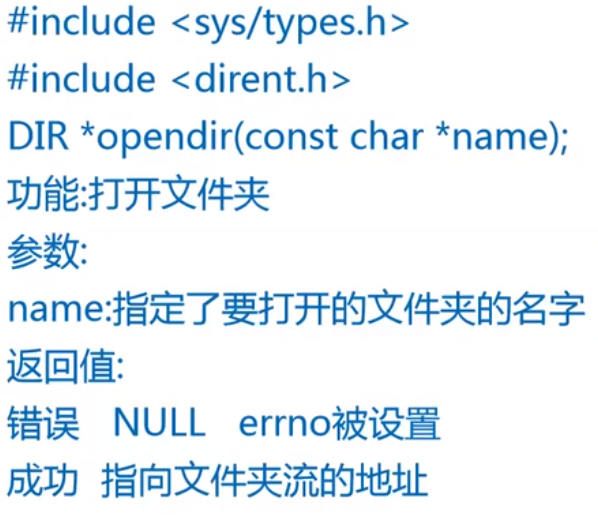 #include <sys/types.h>
#include <dirent.h>
DIR *opendir(const char *name);
功能:打开文件夹
参数:
name:指定了要打开的文件夹的名字
返回值:
错误 NULL errno被设置
成功 指向文件夹流的地址